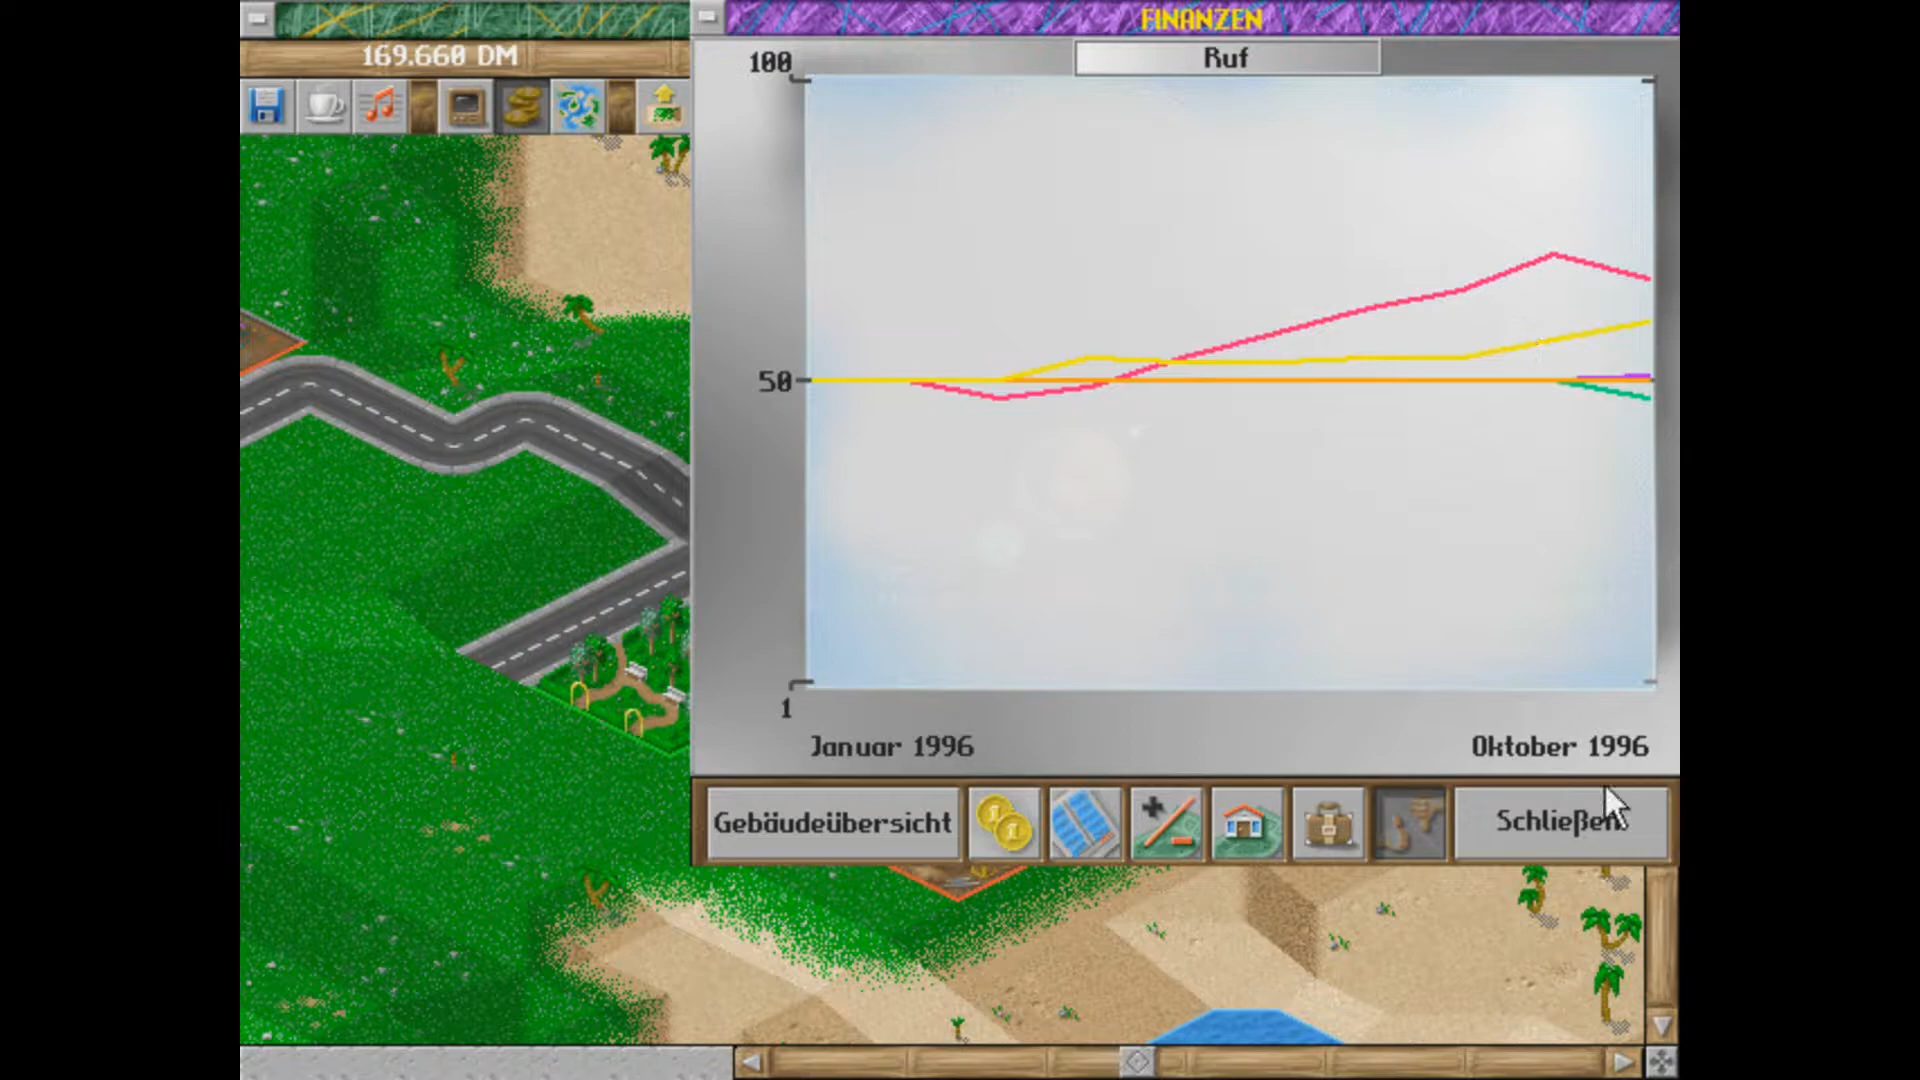 FINANZEN
169.660 DM
Ruf
100
50
1
Januar 1996
Oktober 1996
Gebäudeübersicht
Schließen